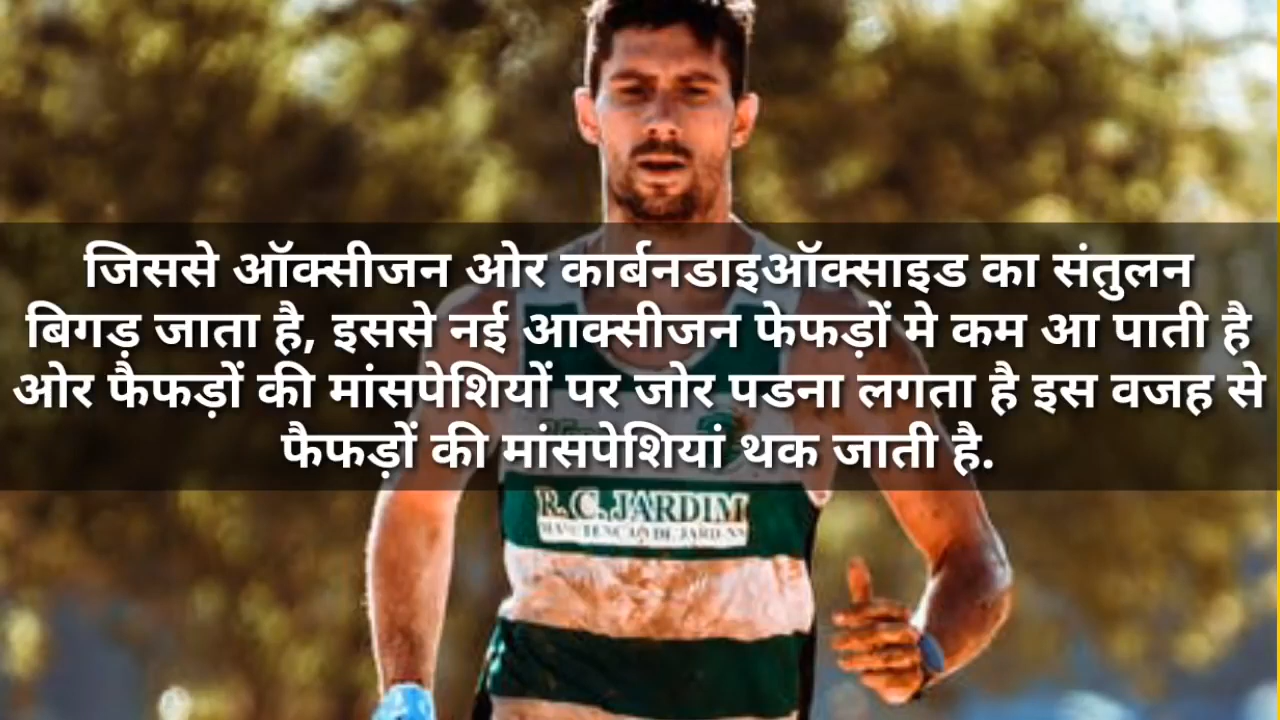 जिससे ऑक्सीजन ओर कार्बनडाइऑक्साइड का संतुलन
बिगड़ जाता है, इससे नई आक्सीजन फेफड़ों मे कम आ पाती है
ओर फैफड़ों की मांसपेशियों पर जोर पडना लगता है इस वजह से
फैफड़ों की मांसपेशियां थक जाती है.
R.C. JARDIM